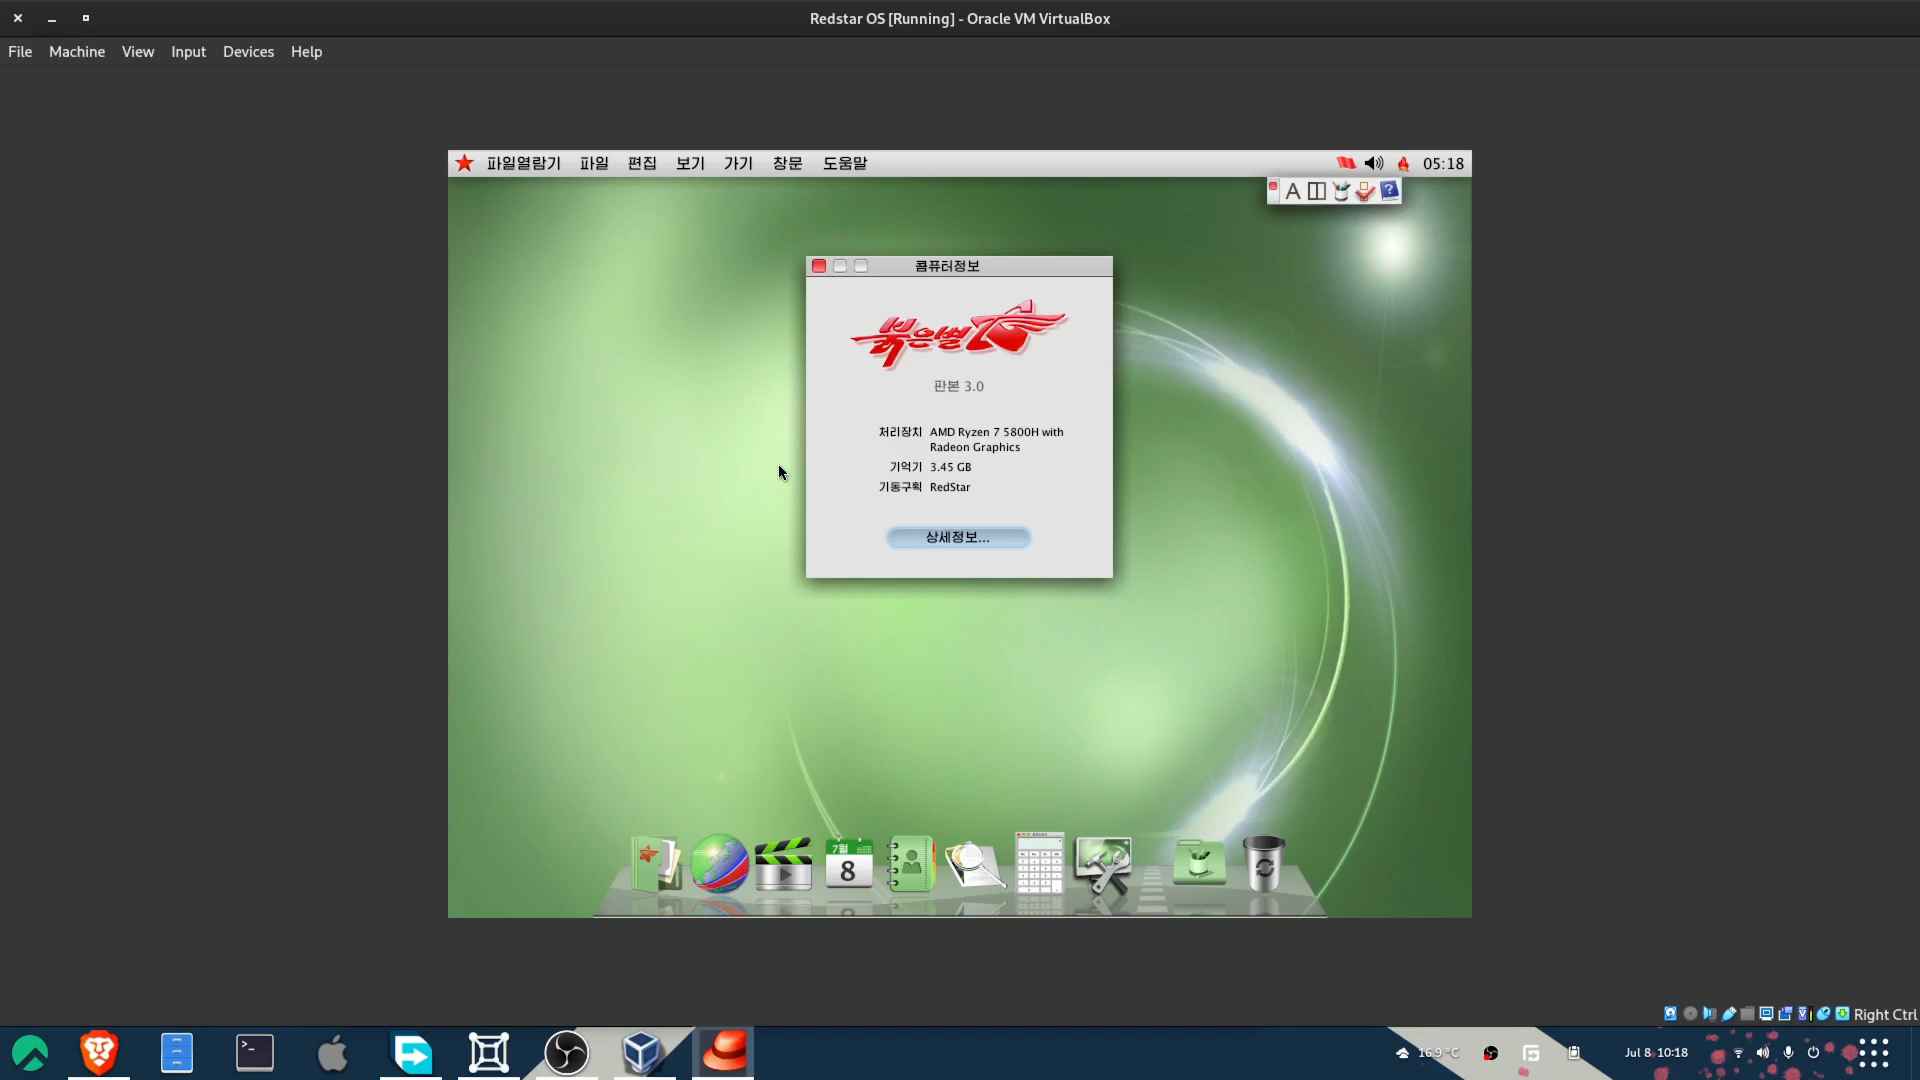 Redstar OS [Running] - Oracle VM VirtualBox
File Machine View Input Devices Help
파일열람기 파일 편집 보기 가기 창문 도움말 05:18
A ?
콤퓨터정보
붉은별
판본 3.0
처리장치 AMD Ryzen 7 5800H with
Radeon Graphics
기억기 3.45 GB
기동구획 RedStar
상세정보...
7월
8
Right Ctrl
>_
16.9 °C Jul 8 10:18